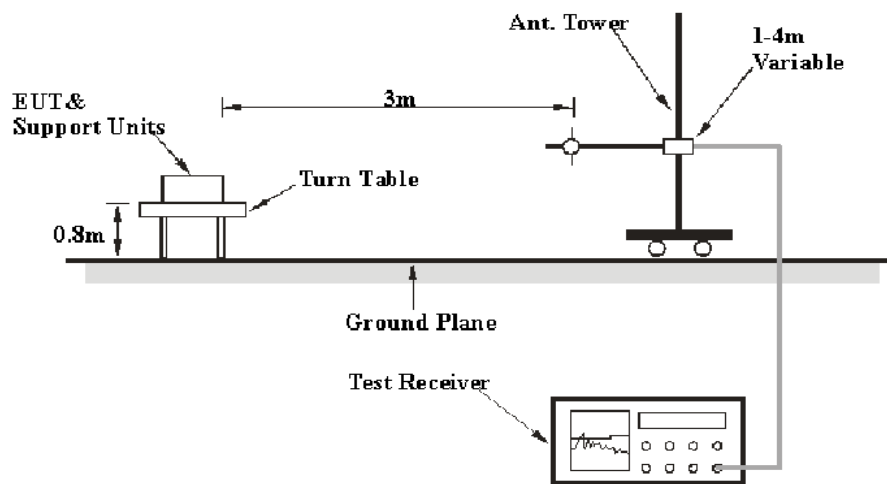 Ant. Tower
1-4m
Variable
3m
EUT&
Support Units
Turn Table
0.8m
Ground Plane
Test Receiver